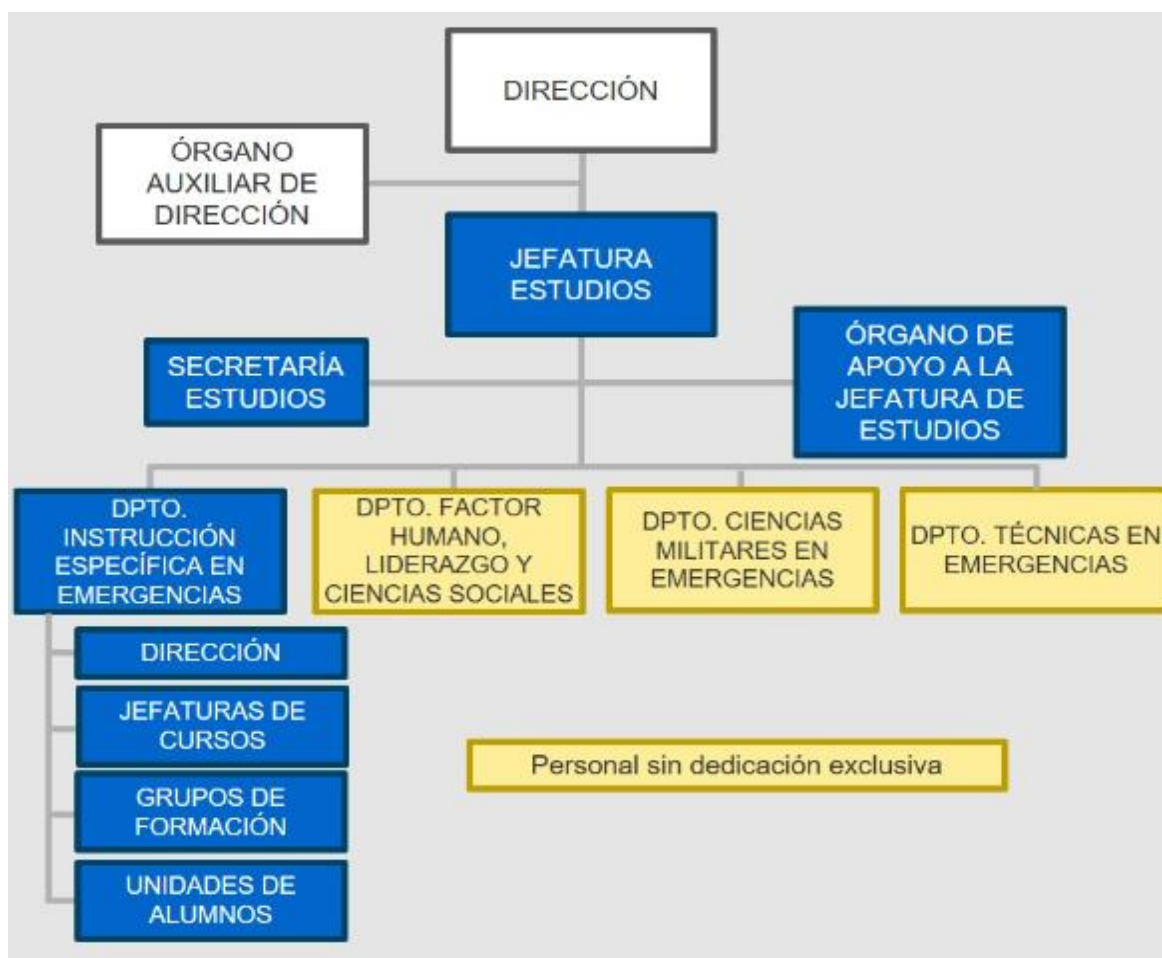 DIRECCIÓN
ÓRGANO
AUXILIAR DE
DIRECCIÓN
JEFATURA
ESTUDIOS
SECRETARÍA
ESTUDIOS
ÓRGANO DE
APOYO A LA
JEFATURA DE
ESTUDIOS
DPTO.
INSTRUCCIÓN
ESPECÍFICA EN
EMERGENCIAS
DPTO. FACTOR
HUMANO,
LIDERAZGO Y
CIENCIAS SOCIALES
DPTO. CIENCIAS
MILITARES EN
EMERGENCIAS
DPTO. TÉCNICAS EN
EMERGENCIAS
DIRECCIÓN
JEFATURAS DE
CURSOS
GRUPOS DE
FORMACIÓN
UNIDADES DE
ALUMNOS
Personal sin dedicación exclusiva